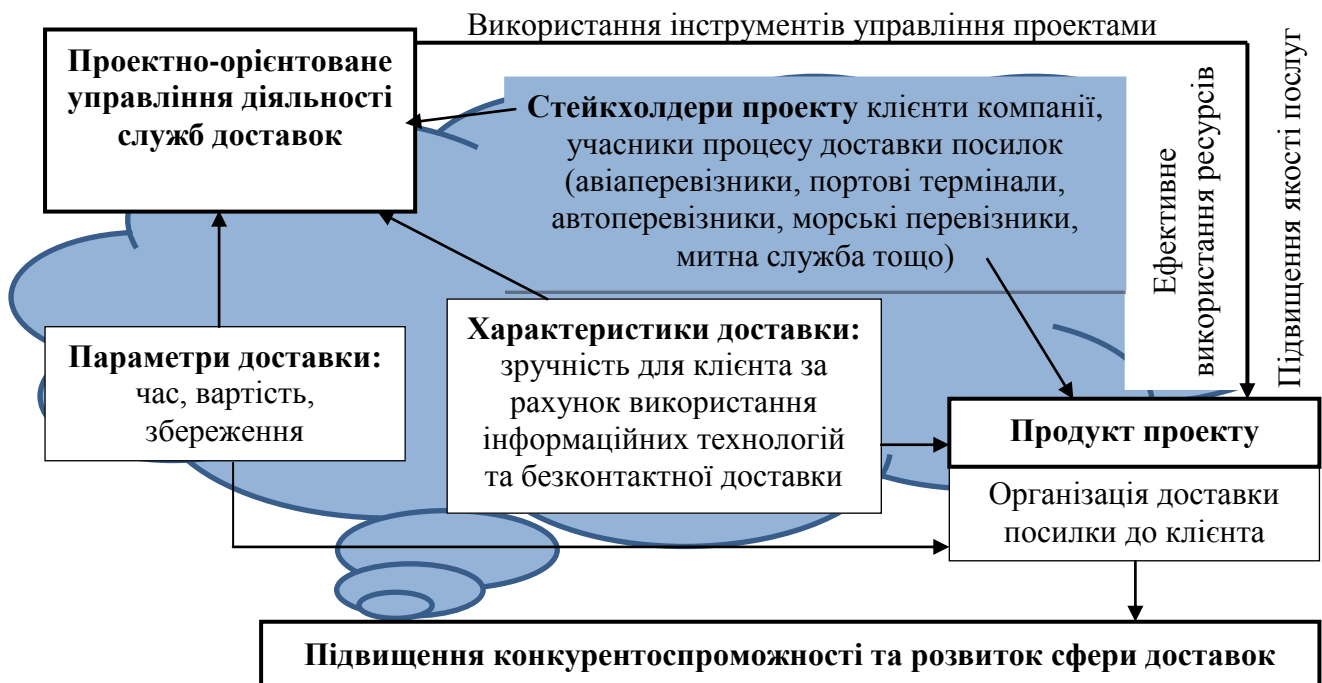 Використання інструментів управління проектами
Проектно-орієнтоване
управління діяльності
служб доставок
Стейкхолдери проекту клієнти компанії,
учасники процесу доставки посилок
(авіаперевізники, портові термінали,
автоперевізники, морські перевізники,
митна служба тощо)
Ефективне
використання ресурсів
Підвищення якості послуг
Параметри доставки:
час, вартість,
збереження
Характеристики доставки:
зручність для клієнта за
рахунок використання
інформаційних технологій
та безконтактної доставки
Продукт проекту
Організація доставки
посилки до клієнта
Підвищення конкурентоспроможності та розвиток сфери доставок